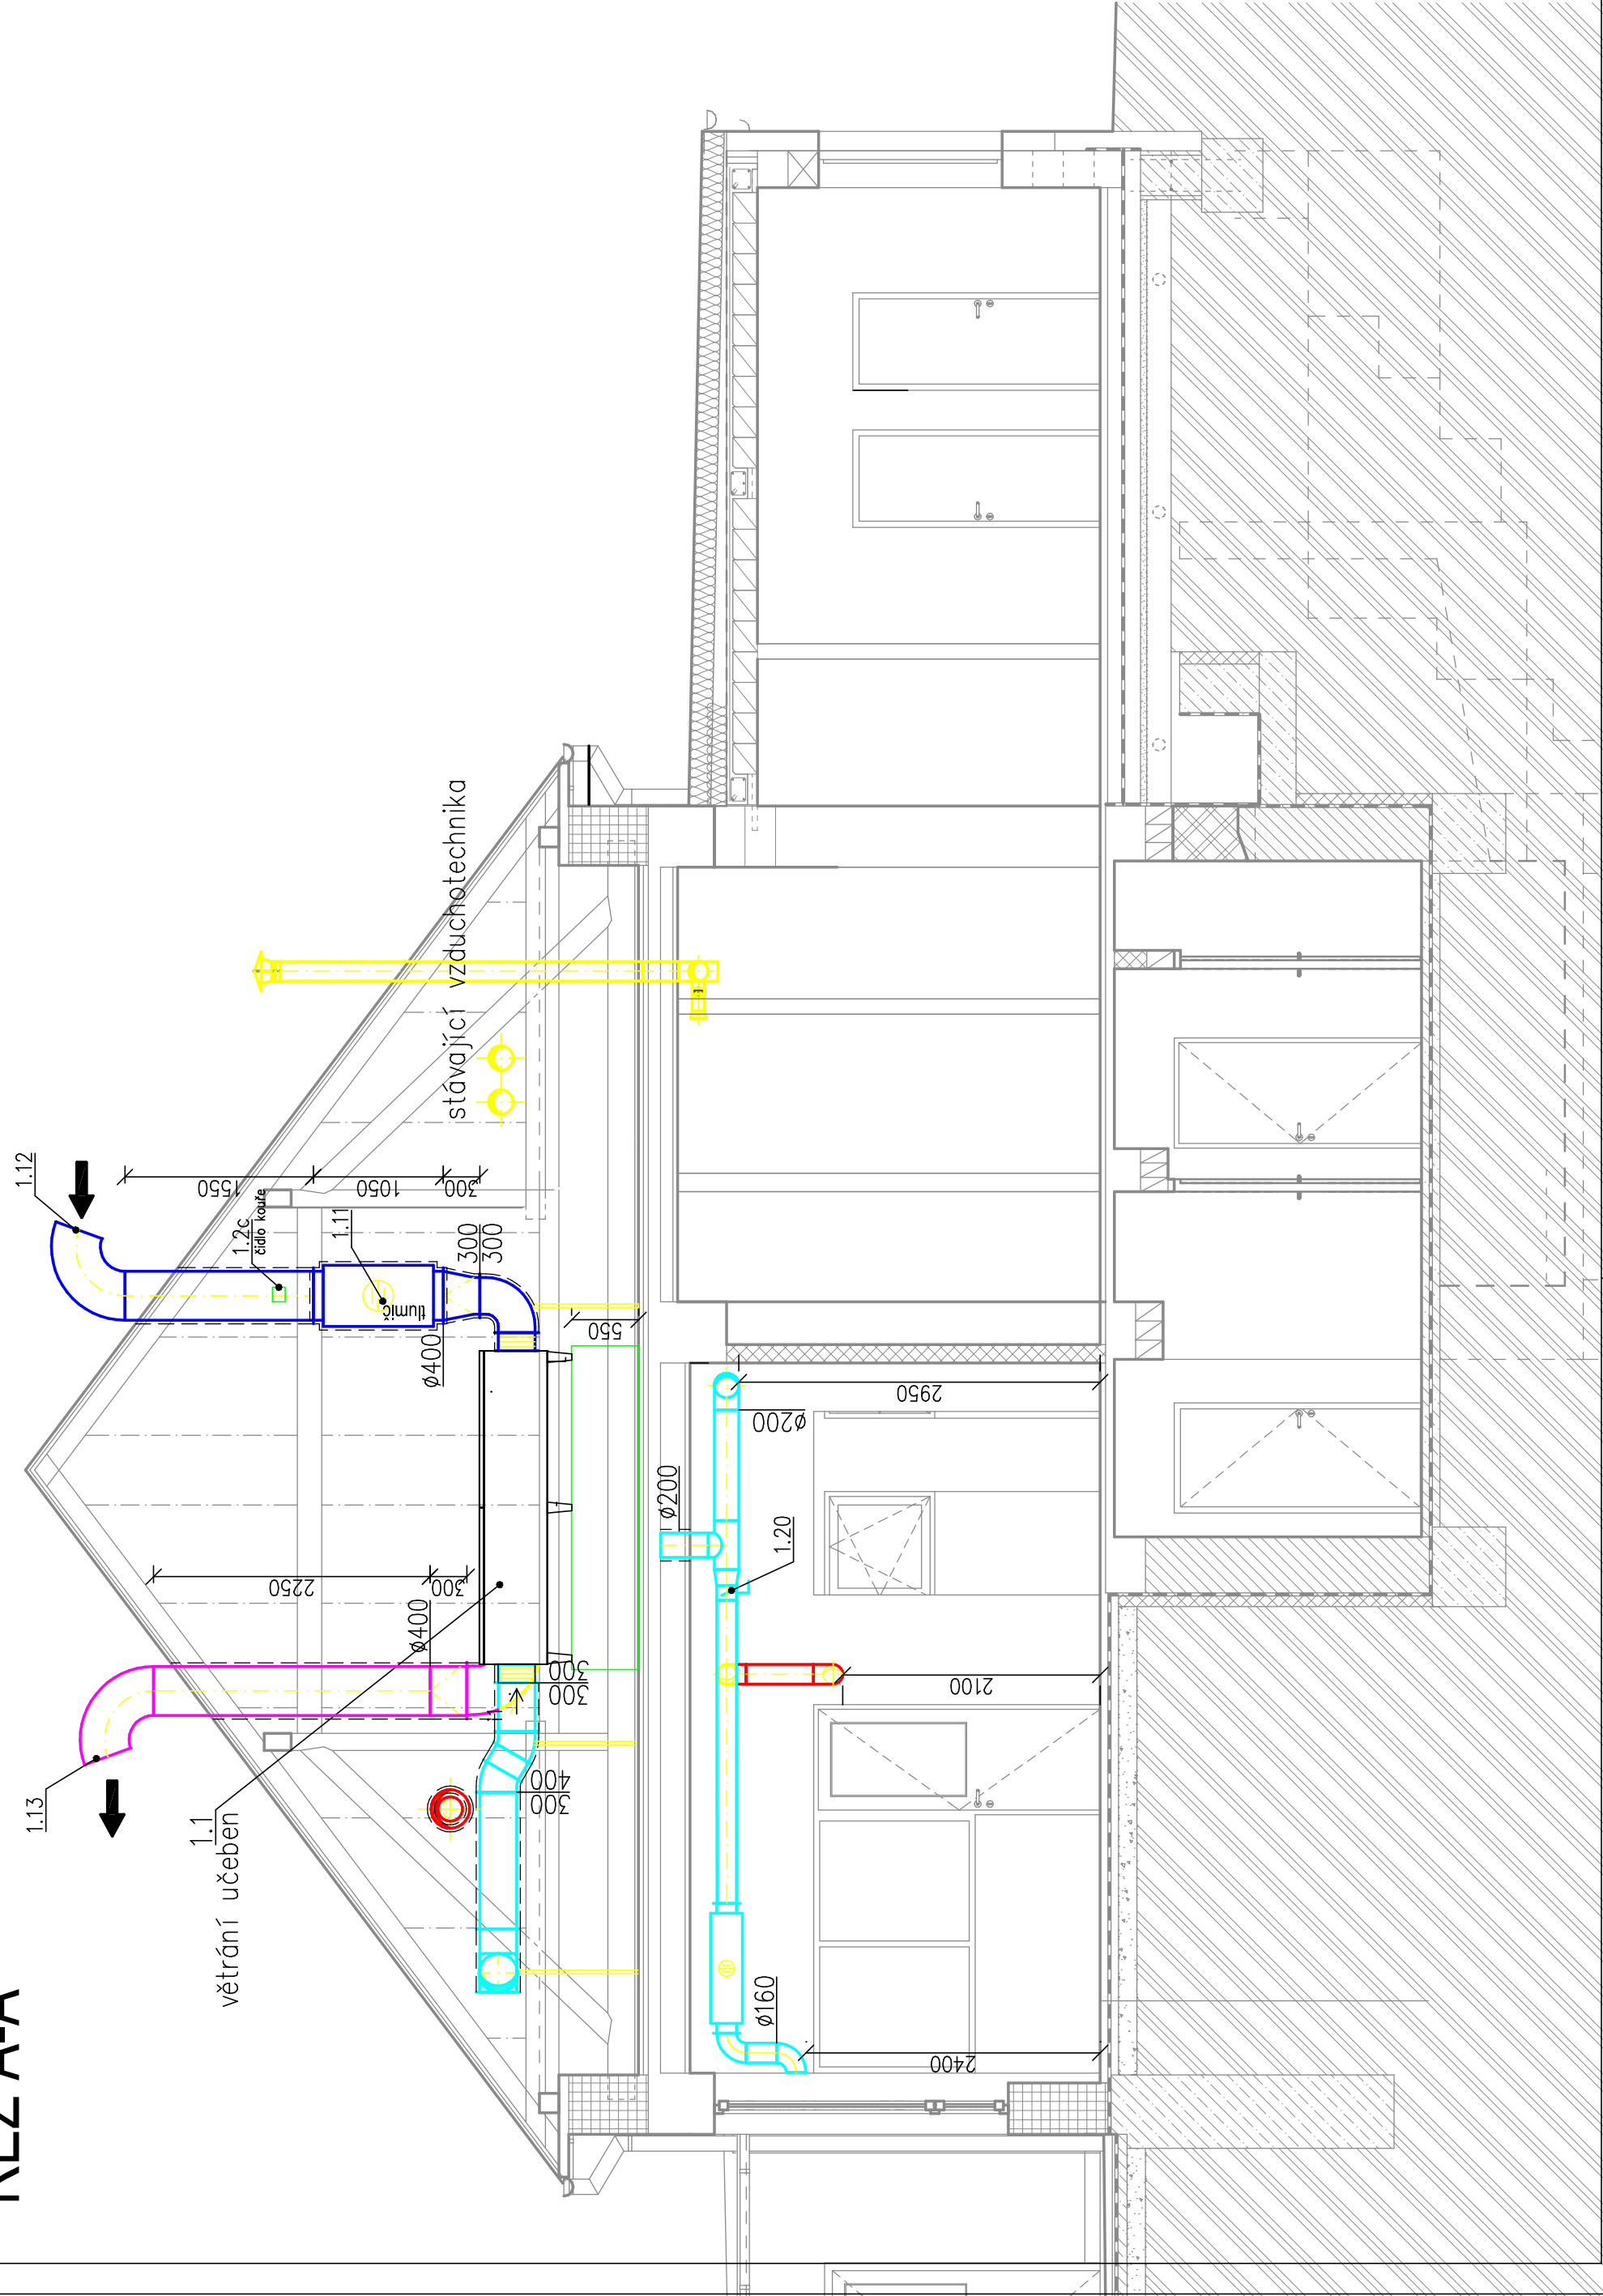 ŘEZ A-A
1.13
1.1
větrání učeben
2250
300
ø400
300
300
400
300
1.12
1550
1050
300
1.2c
čidlo kouře
1.11
tlumič
300
300
ø400
550
stávající vzduchotechnika
ø200
ø200
2950
1.20
2100
ø160
2400